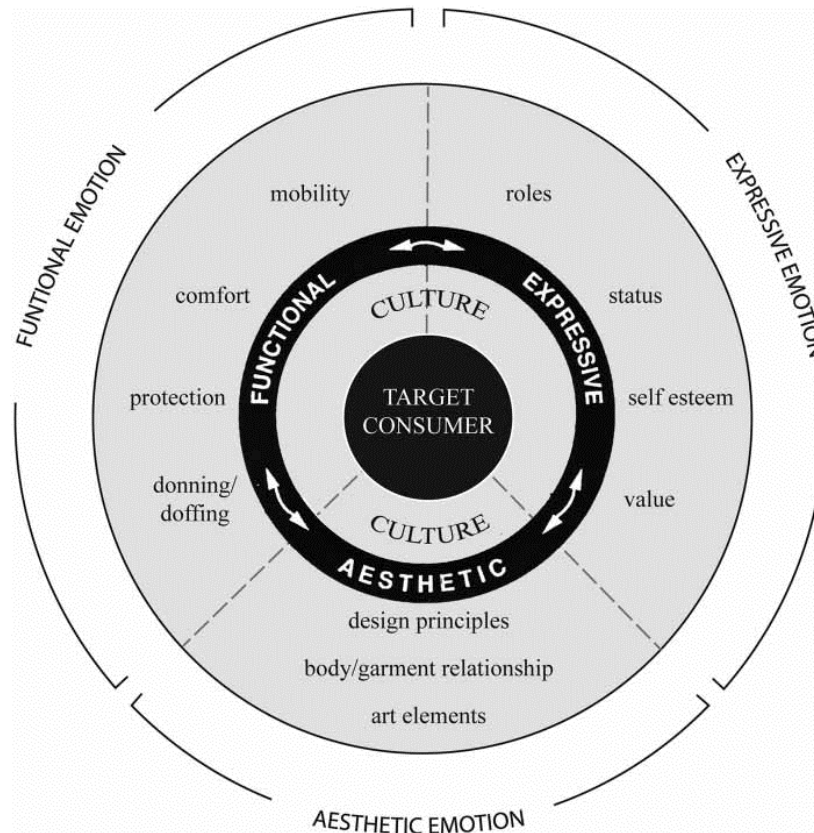 FUNTIONAL EMOTION
EXPRESSIVE EMOTION
mobility
roles
comfort
status
protection
self esteem
donning/
doffing
value
FUNCTIONAL
EXPRESSIVE
CULTURE
TARGET
CONSUMER
CULTURE
AESTHETIC
design principles
body/garment relationship
art elements
AESTHETIC EMOTION